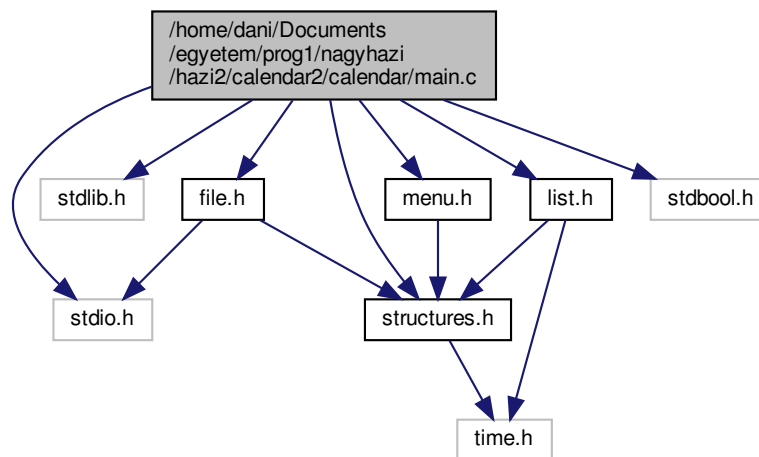 /home/dani/Documents
/egyetem/prog1/nagyhazi
/hazi2/calendar2/calendar/main.c
stdlib.h
file.h
menu.h
list.h
stdbool.h
stdio.h
structures.h
time.h